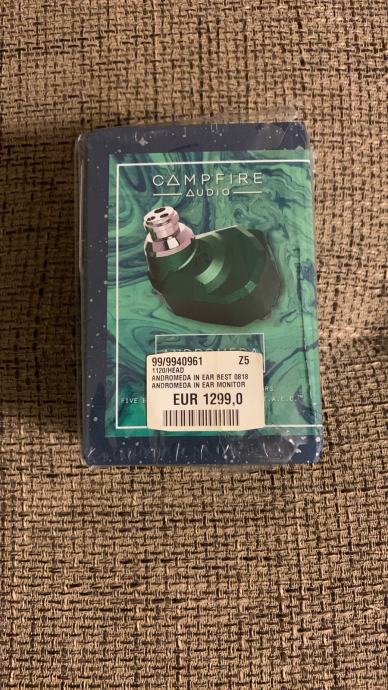 CAMPFIRE
AUDIO
99/9940961 Z5
1120/HEAD
ANDROMEDA IN EAR BEST 0818
ANDROMEDA IN EAR MONITOR
EUR 1299,0
FIVE